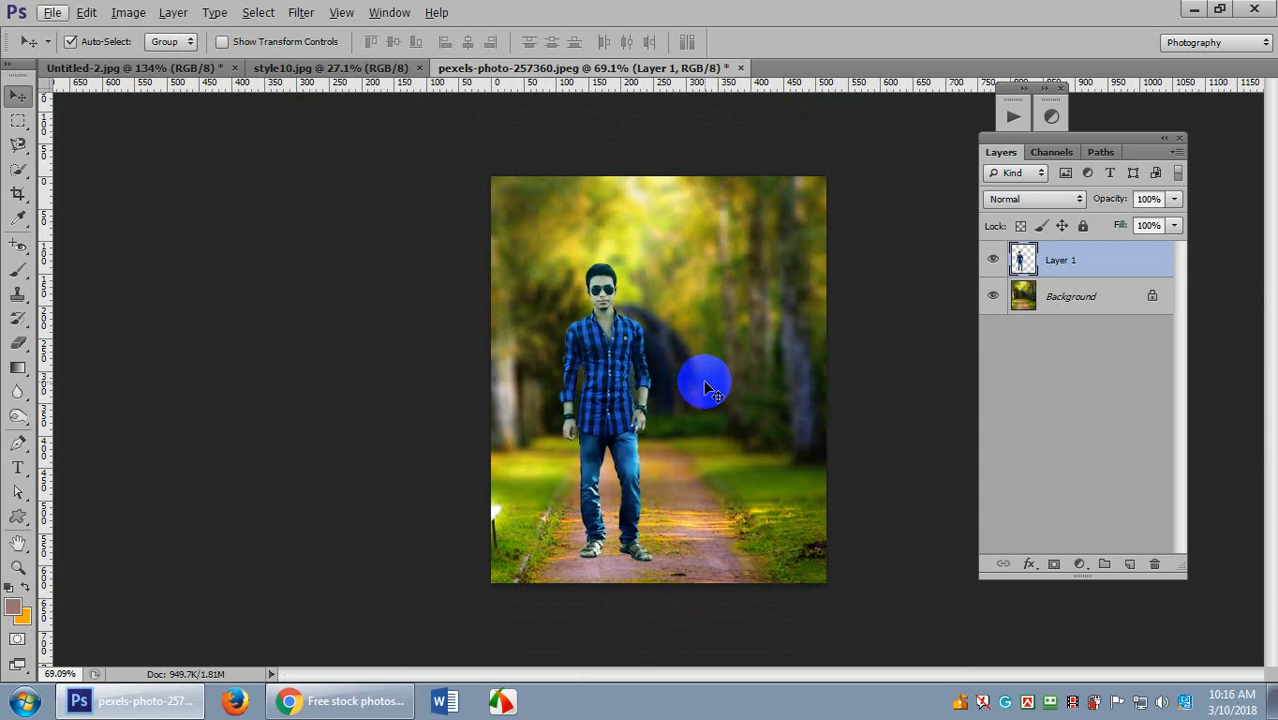 Ps File Edit Image Layer Type Select Filter View Window Help
Auto-Select: Group Show Transform Controls Photography
Untitled-2.jpg @ 134% (RGB/8) * × style10.jpg @ 27.1% (RGB/8) × pexels-photo-257360.jpeg @ 69.1% (Layer 1, RGB/8) * ×
Layers Channels Paths
Kind
Normal Opacity: 100%
Lock: Fill: 100%
Layer 1
Background
69.09% Doc: 949.7K/1.81M
Ps pexels-photo-257... Free stock photos... W
10:16 AM
3/10/2018